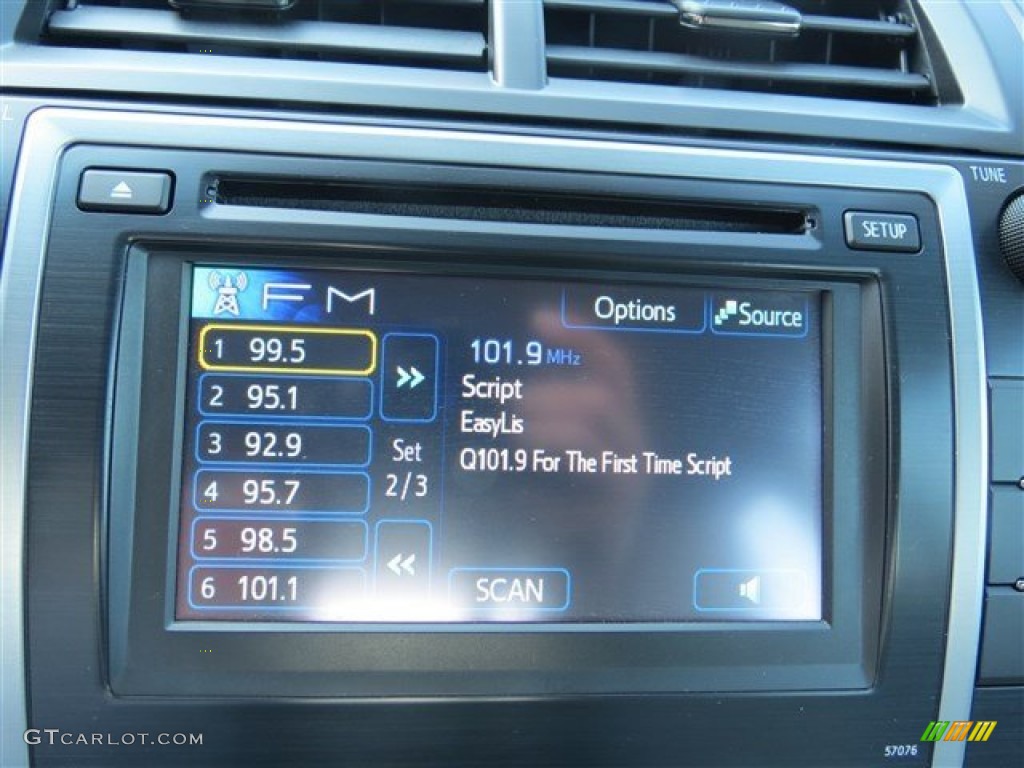 TUNE
SETUP
FM
Options
Source
1 99.5
2 95.1
3 92.9
4 95.7
5 98.5
6 101.1
Set
2/3
101.9 MHz
Script
EasyLis
Q101.9 For The First Time Script
SCAN
GTCARLOT.COM
57076